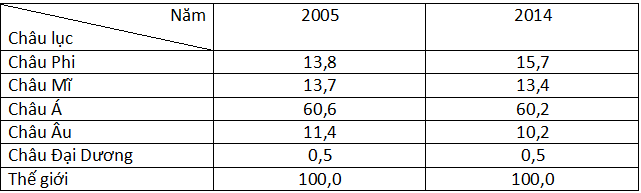 Năm 2005 2014
Châu lục
Châu Phi 13,8 15,7
Châu Mĩ 13,7 13,4
Châu Á 60,6 60,2
Châu Âu 11,4 10,2
Châu Đại Dương 0,5 0,5
Thế giới 100,0 100,0